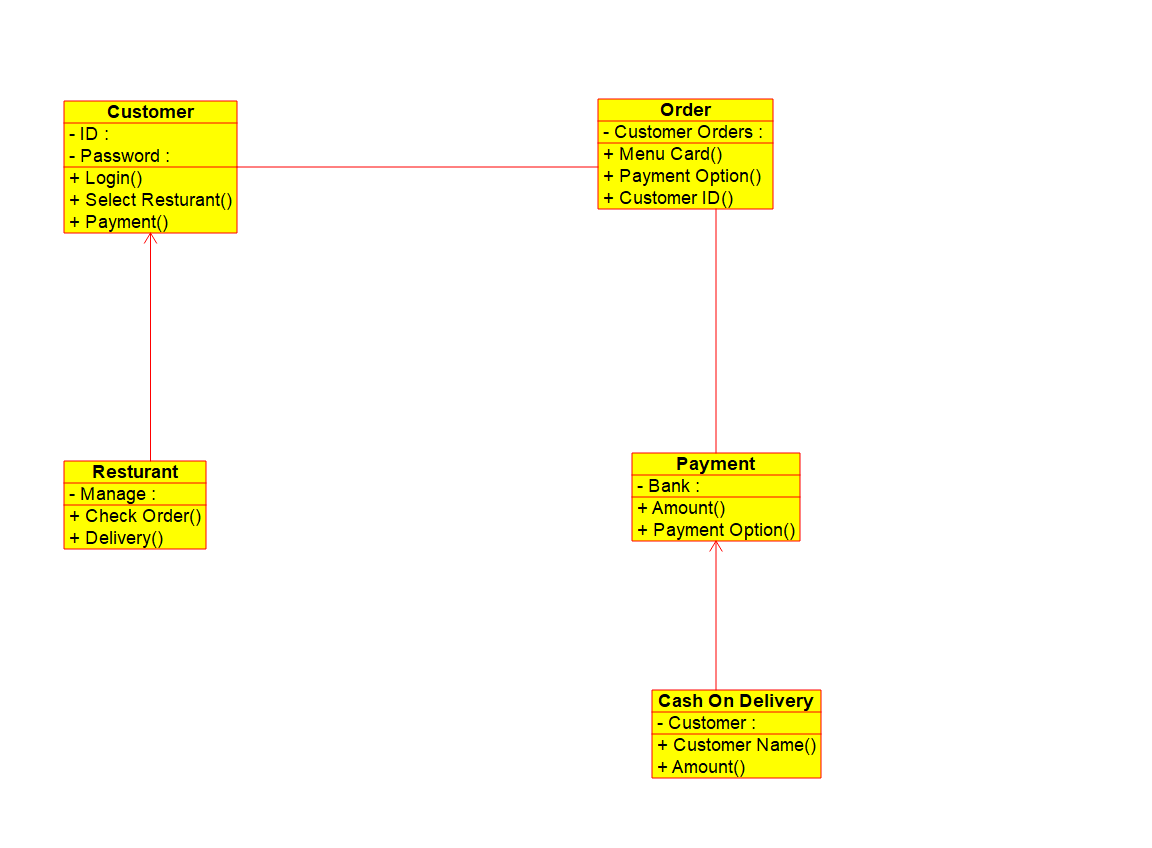 Customer
- ID :
- Password :
+ Login()
+ Select Resturant()
+ Payment()
Order
- Customer Orders :
+ Menu Card()
+ Payment Option()
+ Customer ID()
Resturant
- Manage :
+ Check Order()
+ Delivery()
Payment
- Bank :
+ Amount()
+ Payment Option()
Cash On Delivery
- Customer :
+ Customer Name()
+ Amount()